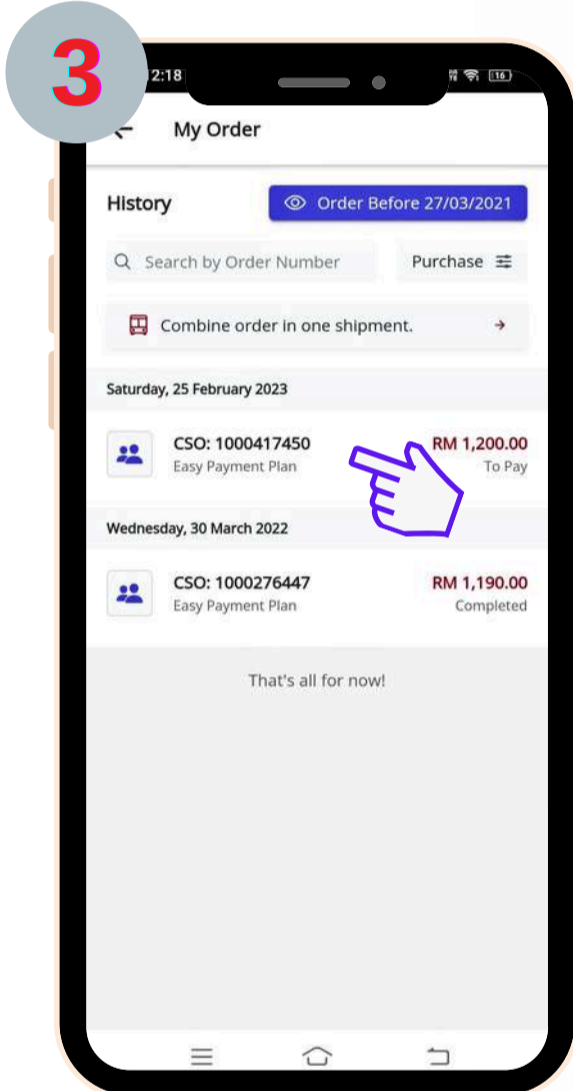 3
2:18
16
My Order
History
Order Before 27/03/2021
Search by Order Number
Purchase
Combine order in one shipment.
Saturday, 25 February 2023
CSO: 1000417450
RM 1,200.00
Easy Payment Plan
To Pay
Wednesday, 30 March 2022
CSO: 1000276447
RM 1,190.00
Easy Payment Plan
Completed
That's all for now!